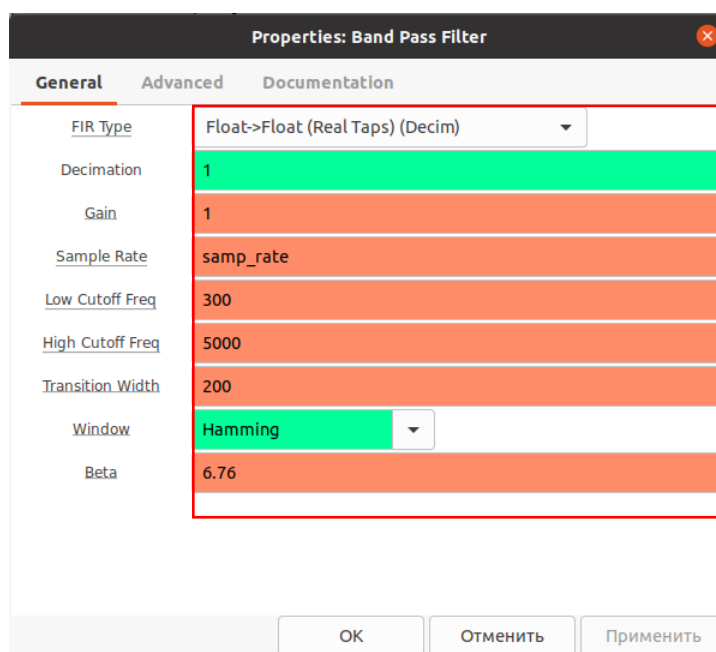 Properties: Band Pass Filter
General Advanced Documentation
FIR Type Float->Float (Real Taps) (Decim)
Decimation 1
Gain 1
Sample Rate samp_rate
Low Cutoff Freq 300
High Cutoff Freq 5000
Transition Width 200
Window Hamming
Beta 6.76
OK Отменить Применить